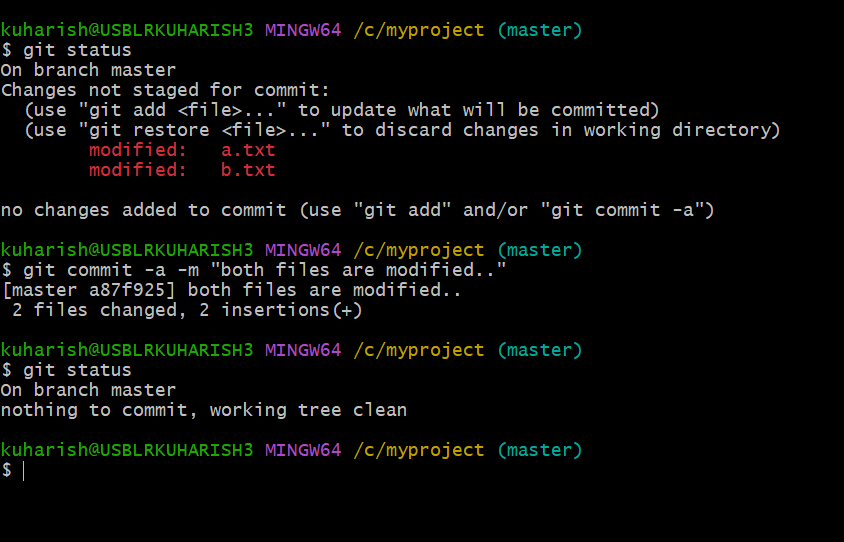 kuharish@USBLRKUHARISH3 MINGW64 /c/myproject (master)
$ git status
On branch master
Changes not staged for commit:
  (use "git add <file>..." to update what will be committed)
  (use "git restore <file>..." to discard changes in working directory)
        modified:   a.txt
        modified:   b.txt

no changes added to commit (use "git add" and/or "git commit -a")

kuharish@USBLRKUHARISH3 MINGW64 /c/myproject (master)
$ git commit -a -m "both files are modified.."
[master a87f925] both files are modified..
 2 files changed, 2 insertions(+)

kuharish@USBLRKUHARISH3 MINGW64 /c/myproject (master)
$ git status
On branch master
nothing to commit, working tree clean

kuharish@USBLRKUHARISH3 MINGW64 /c/myproject (master)
$